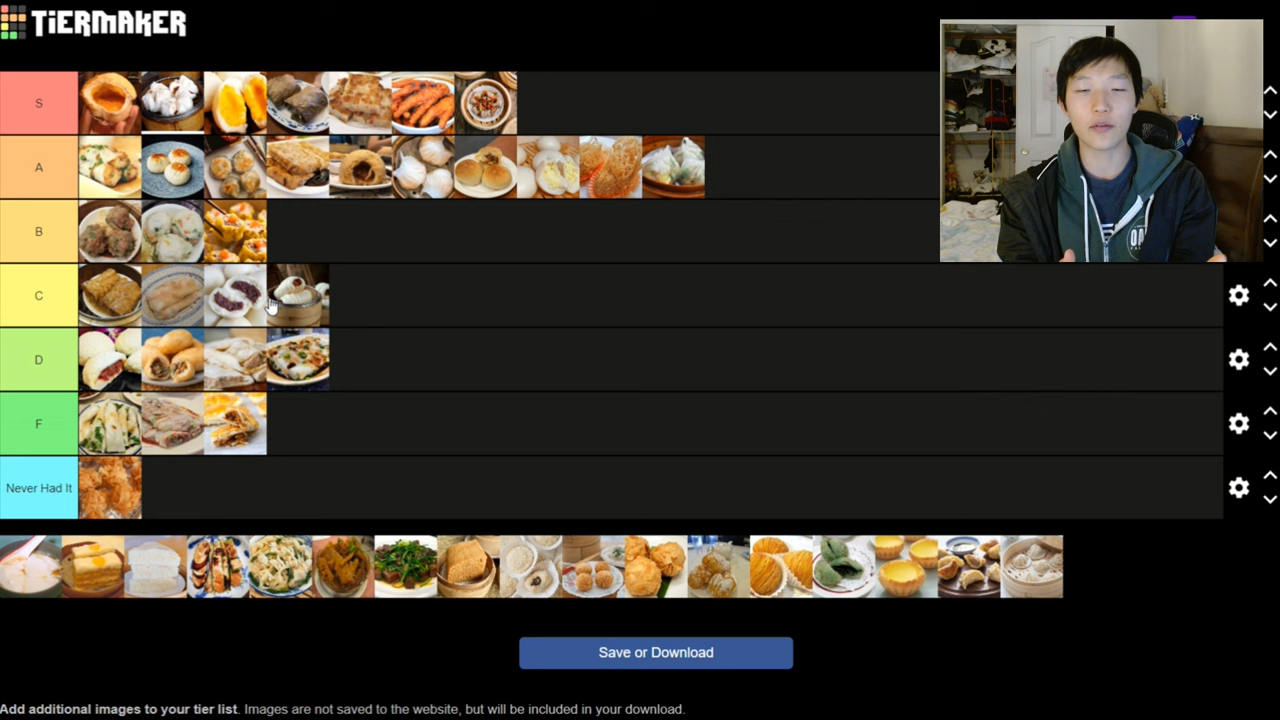 TiERMAKER
S
A
B
C
D
F
Never Had It
OA
Save or Download
Add additional images to your tier list. Images are not saved to the website, but will be included in your download.